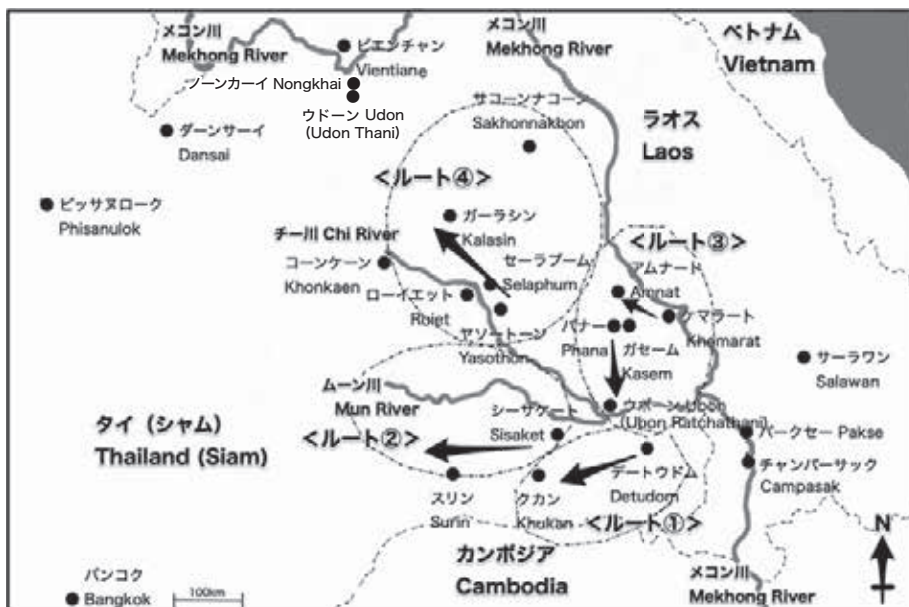 メコン川
Mekhong River
メコン川
Mekhong River
ベトナム
Vietnam
ビエンチャン
Vientiane
ノーンカーイ Nongkhai
ウドーン Udon
(Udon Thani)
サコーンナコーン
Sakhonnakbon
ラオス
Laos
ダーンサーイ
Dansai
<ルート④>
ピッサヌローク
Phisanulok
ガーラシン
Kalasin
チー川 Chi River
<ルート③>
コーンケーン
Khonkaen
セーラプーム
Selaphum
アムナード
Amnat
ローイエット
Roiet
ケマラート
Khemarat
ヤソートーン
Yasothon
パナー
Phana
ガセーム
Kasem
サーラワン
Salawan
ムーン川
Mun River
シーサケート
Sisaket
ウボーン Ubon
(Ubon Ratchathani)
タイ（シャム）
Thailand (Siam)
<ルート②>
パークセー Pakse
チャンパーサック
Campasak
デートウドム
Detudom
スリン
Surin
クカン
Khukan
<ルート①>
カンボジア
Cambodia
N
バンコク
Bangkok
100km
メコン川
Mekhong River